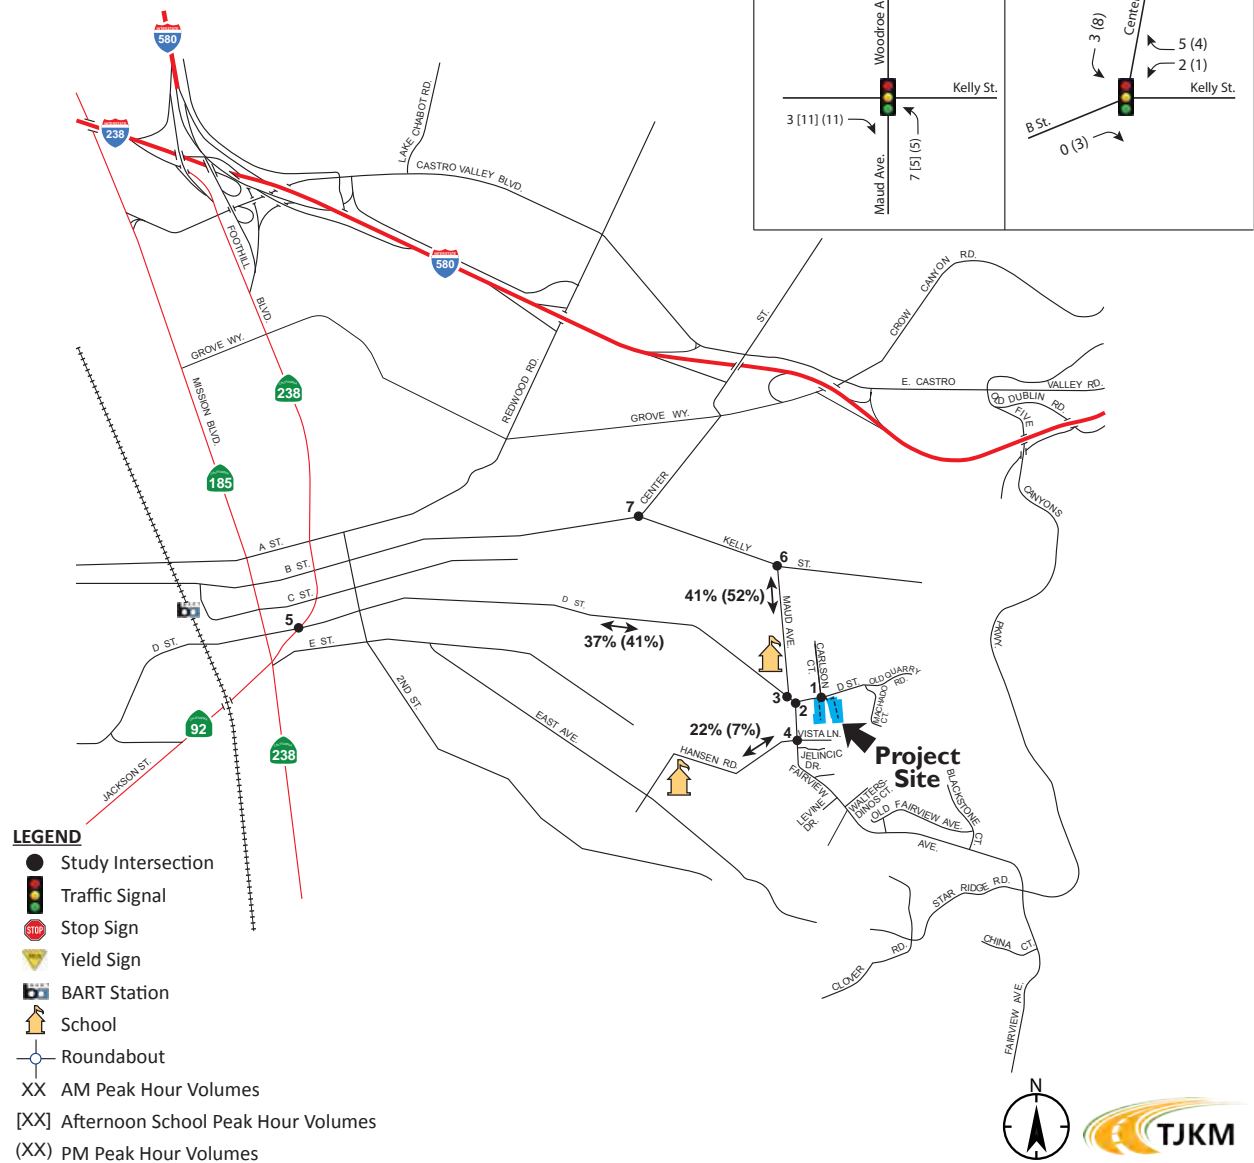 580
238
LAKE CHABOT RD.
CASTRO VALLEY BLVD.
Woodroe A
Kelly St.
3 [11] (11)
7 [5] (5)
Maud Ave.
3 (8)
Center
5 (4)
2 (1)
Kelly St.
B St.
0 (3)
FOOTHILL
BLVD.
580
ST.
CROW
CANYON
RD.
GROVE WY.
MISSION BLVD.
238
REDWOOD RD.
GROVE WY.
E. CASTRO
VALLEY RD.
OLD DUBLIN RD.
FIVE
CANYONS
PKWY.
185
7
CENTER
A ST.
B ST.
C ST.
5
D ST.
E ST.
KELLY
6
ST.
41% (52%)
MAUD AVE.
D ST.
37% (41%)
CARLSON
CT.
1
D ST.
OLD QUARRY
RD.
MACHADO
CT.
3
2
2ND ST.
EAST AVE.
22% (7%)
4
VISTA LN.
HANSEN RD.
JELINCIC
DR.
Project
Site
92
238
JACKSON ST.
FAIRVIEW
LEVINE
DR.
WALTERS-
DINOS CT.
OLD FAIRVIEW AVE.
BLACKSTONE
CT.
AVE.
STAR RIDGE RD.
CHINA CT.
CLOVER
RD.
FAIRVIEW AVE.
LEGEND
Study Intersection
Traffic Signal
STOP
Stop Sign
Yield Sign
BART Station
School
Roundabout
XX AM Peak Hour Volumes
[XX] Afternoon School Peak Hour Volumes
(XX) PM Peak Hour Volumes
N
TJKM